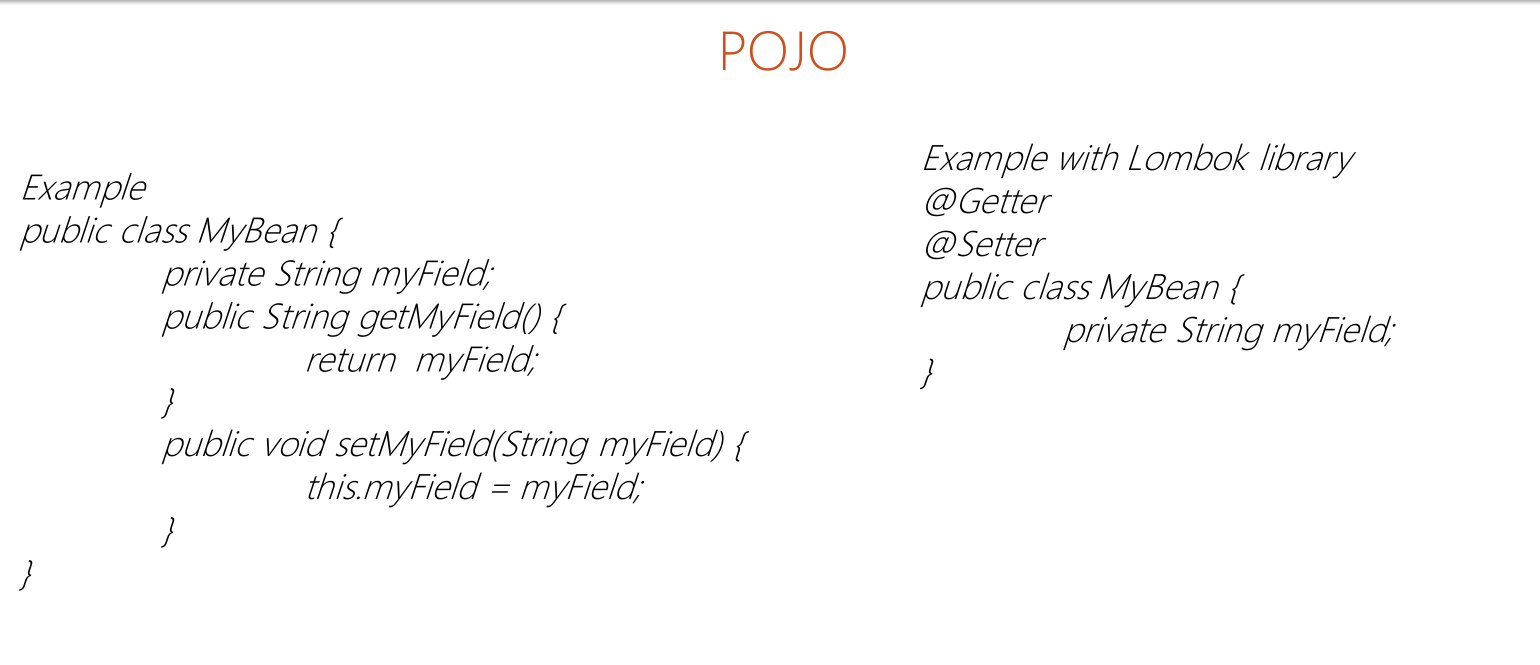 POJO
Example
public class MyBean {
private String myField;
public String getMyField() {
return  myField;
}
public void setMyField(String myField) {
this.myField = myField;
}
}
Example with Lombok library
@Getter
@Setter
public class MyBean {
private String myField;
}